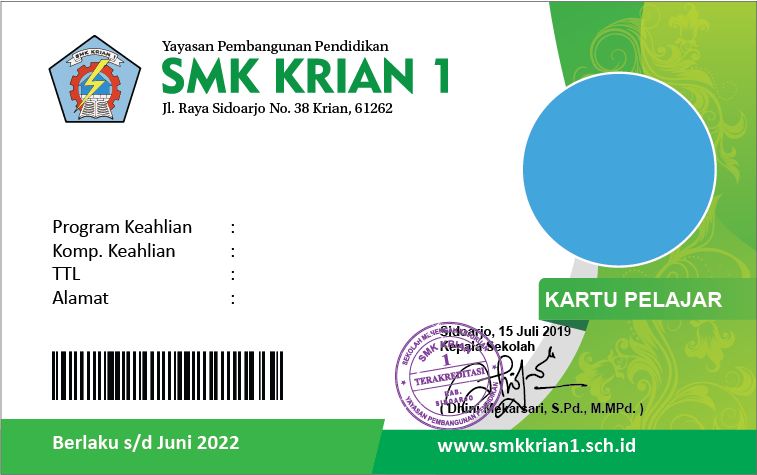 SMK KRIAN 1
Yayasan Pembangunan Pendidikan
SMK KRIAN 1
Jl. Raya Sidoarjo No. 38 Krian, 61262
Program Keahlian :
Komp. Keahlian :
TTL :
Alamat :
KARTU PELAJAR
Sidoarjo, 15 Juli 2019
Kepala Sekolah
SEKOLAH
SMK KRIAN
1
TERAKREDITASI
KAB.
SIDOARJO
YAYASAN PEMBANGUNAN PENDIDIKAN
( Dhini Mekarsari, S.Pd., M.MPd. )
Berlaku s/d Juni 2022
www.smkkrian1.sch.id